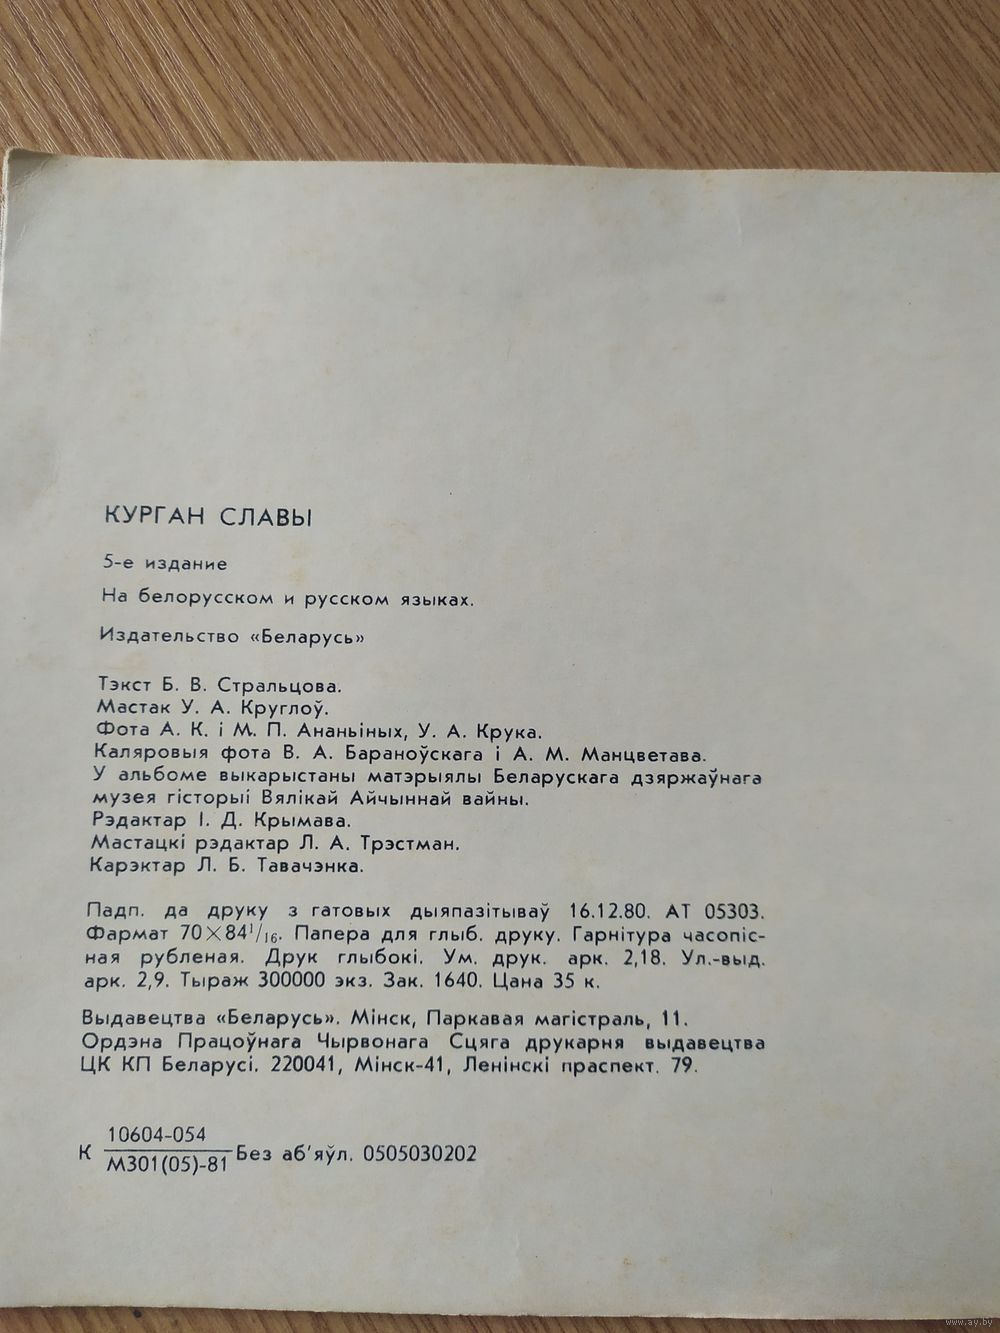 КУРГАН СЛАВЫ
5-е издание
На белорусском и русском языках.
Издательство «Беларусь»
Тэкст Б. В. Стральцова.
Мастак У. А. Круглоў.
Фота А. К. і М. П. Ананьіных, У. А. Крука.
Каляровыя фота В. А. Бараноўскага і А. М. Манцветава.
У альбоме выкарыстаны матэрыялы Беларускага дзяржаўнага
музея гісторыі Вялікай Айчыннай вайны.
Рэдактар І. Д. Крымава.
Мастацкі рэдактар Л. А. Трэстман.
Карэктар Л. Б. Тавачэнка.
Падп. да друку з гатовых дыяпазітываў 16.12.80. АТ 05303.
Фармат 70×84¹/₁₆. Папера для глыб. друку. Гарнітура часопіс-
ная рубленая. Друк глыбокі. Ум. друк. арк. 2,18. Ул.-выд.
арк. 2,9. Тыраж 300000 экз. Зак. 1640. Цана 35 к.
Выдавецтва «Беларусь». Мінск, Паркавая магістраль, 11.
Ордэна Працоўнага Чырвонага Сцяга друкарня выдавецтва
ЦК КП Беларусі. 220041, Мінск-41, Ленінскі праспект. 79.
10604-054
К М301(05)-81 Без аб'яўл. 0505030202
www.ay.by